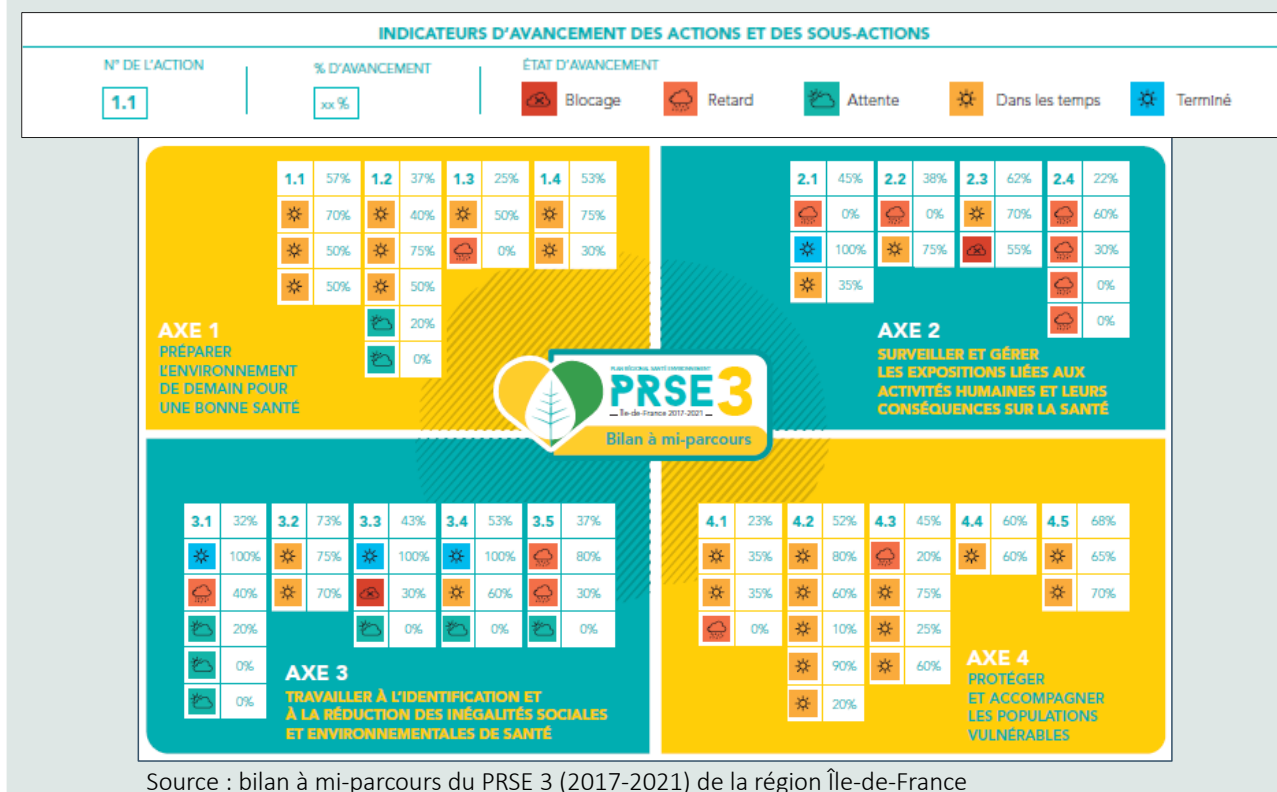 INDICATEURS D'AVANCEMENT DES ACTIONS ET DES SOUS-ACTIONS
N° DE L'ACTION
1.1
% D'AVANCEMENT
xx %
ÉTAT D'AVANCEMENT
Blocage
Retard
Attente
Dans les temps
Terminé
1.1 57% 1.2 37% 1.3 25% 1.4 53%
70% 40% 50% 75%
50% 75% 0% 30%
50% 50%
20%
0%
AXE 1
PRÉPARER
L'ENVIRONNEMENT
DE DEMAIN POUR
UNE BONNE SANTÉ
2.1 45% 2.2 38% 2.3 62% 2.4 22%
0% 0% 70% 60%
100% 75% 55% 30%
35% 0%
0%
AXE 2
SURVEILLER ET GÉRER
LES EXPOSITIONS LIÉES AUX
ACTIVITÉS HUMAINES ET LEURS
CONSÉQUENCES SUR LA SANTÉ
PLAN RÉGIONAL SANTÉ ENVIRONNEMENT
PRSE 3
Île-de-France 2017-2021
Bilan à mi-parcours
3.1 32% 3.2 73% 3.3 43% 3.4 53% 3.5 37%
100% 75% 100% 100% 80%
40% 70% 30% 60% 30%
20% 0% 0% 0%
0%
0%
AXE 3
TRAVAILLER À L'IDENTIFICATION ET
À LA RÉDUCTION DES INÉGALITÉS SOCIALES
ET ENVIRONNEMENTALES DE SANTÉ
4.1 23% 4.2 52% 4.3 45% 4.4 60% 4.5 68%
35% 80% 20% 60% 65%
35% 60% 75% 70%
0% 10% 25%
90% 60%
20%
AXE 4
PROTÉGER
ET ACCOMPAGNER
LES POPULATIONS
VULNÉRABLES
Source : bilan à mi-parcours du PRSE 3 (2017-2021) de la région Île-de-France